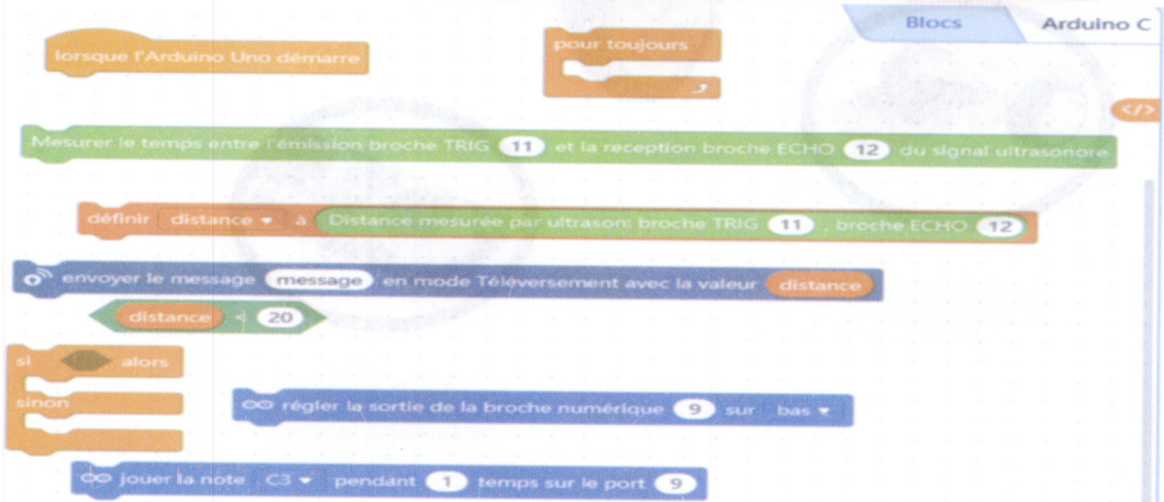 Blocs Arduino C
lorsque l'Arduino Uno démarre
pour toujours
</>
Mesurer le temps entre l'émission broche TRIG 11 et la reception broche ECHO 12 du signal ultrasonore
définir distance à Distance mesurée par ultrason: broche TRIG 11 , broche ECHO 12
envoyer le message message en mode Téléversement avec la valeur distance
distance < 20
si alors
sinon
régler la sortie de la broche numérique 9 sur bas
jouer la note C3 pendant 1 temps sur le port 9